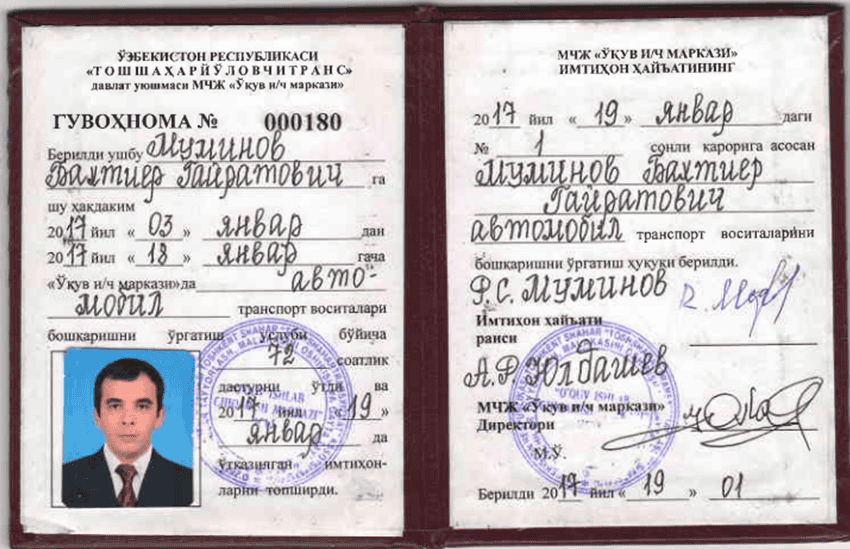 ЎЗБЕКИСТОН РЕСПУБЛИКАСИ
«ТОШШАҲАРЙЎЛОВЧИТРАНС»
давлат уюшмаси МЧЖ «Ўқув и/ч маркази»
ГУВОҲНОМА № 000180
Берилди ушбу Муминов
Бахтиер Гайратович га
шу ҳақдаким
2017 йил «03» январ дан
2017 йил «18» январ гача
«Ўқув и/ч маркази»да авто-
мобил транспорт воситалари
бошқаришни ўргатиш услуби бўйича
72 соатлик
дастурни ўтди ва
2017 йил «19»
январ да
ўтказилган имтиҳон-
ларни топширди.
МЧЖ «ЎҚУВ И/Ч МАРКАЗИ»
ИМТИҲОН ҲАЙЪАТИНИНГ
2017 йил «19» январ даги
№ 1 сонли қарорига асосан
Муминов Бахтиер
Гайратович
автомобил транспорт воситаларини
бошқаришни ўргатиш ҳуқуқи берилди.
Р.С. Муминов
Имтиҳон ҳайъати
раиси
А.Р. Юлдашев
МЧЖ «Ўқув и/ч маркази»
Директори
М.Ў.
Берилди 2017 йил «19» 01